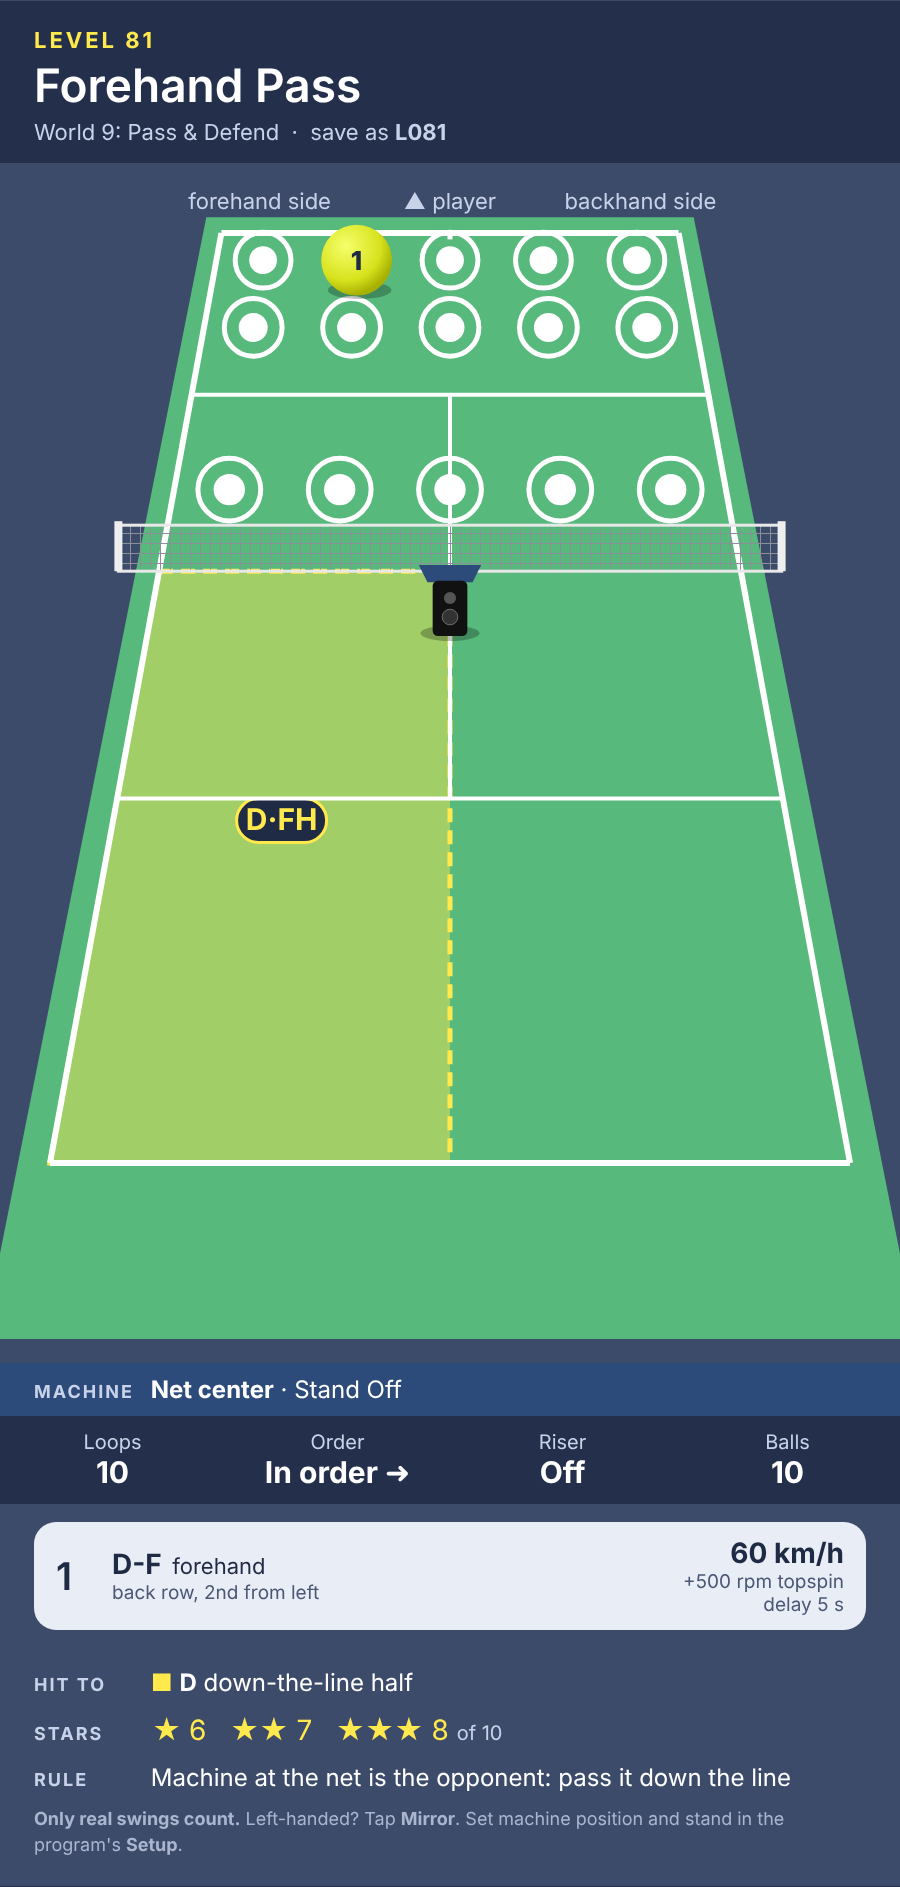 LEVEL 81
Forehand Pass
World 9: Pass & Defend · save as L081
forehand side ▲ player backhand side
1
D·FH
MACHINE Net center · Stand Off
Loops Order Riser Balls
10 In order → Off 10
1 D-F forehand 60 km/h
back row, 2nd from left +500 rpm topspin
delay 5 s
HIT TO D down-the-line half
STARS ★ 6 ★★ 7 ★★★ 8 of 10
RULE Machine at the net is the opponent: pass it down the line
Only real swings count. Left-handed? Tap Mirror. Set machine position and stand in the
program's Setup.